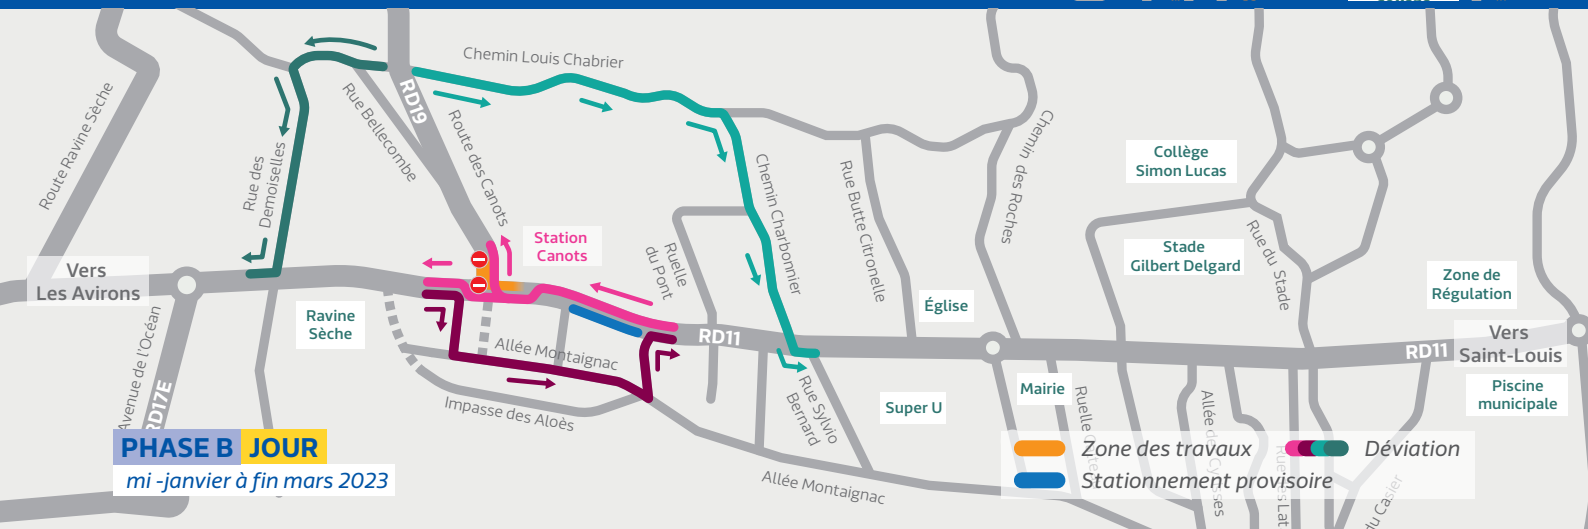 Chemin Louis Chabrier
Route Ravine Sèche
Rue Bellecombe
RD19
Route des Canots
Rue des
Demoiselles
Chemin Charbonnier
Rue Butte Citronelle
Chemin des Roches
Collège
Simon Lucas
Stade
Gilbert Delgard
Rue du Stade
Zone de
Régulation
Station
Canots
Ruelle
du Pont
Église
Vers
Les Avirons
Ravine
Sèche
RD11
RD11
Vers
Saint-Louis
Allée Montaignac
Avenue de l'Océan
RD17E
Impasse des Aloès
Rue Sylvio
Bernard
Super U
Mairie
Piscine
municipale
Allée Montaignac
PHASE B JOUR
mi -janvier à fin mars 2023
Zone des travaux
Déviation
Stationnement provisoire
Ruelle
Allée
du Casier